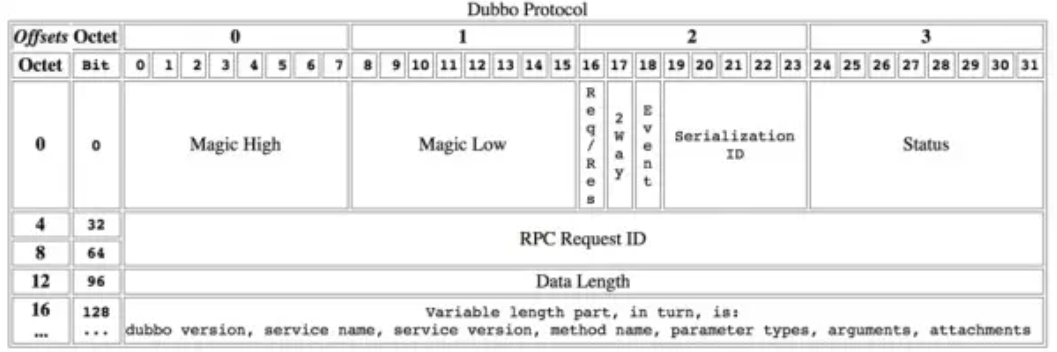 Dubbo Protocol
Offsets Octet 0 1 2 3
Octet Bit 0 1 2 3 4 5 6 7 8 9 10 11 12 13 14 15 16 17 18 19 20 21 22 23 24 25 26 27 28 29 30 31
0 0 Magic High Magic Low Req/Res 2Way Event Serialization ID Status
4 32
RPC Request ID
8 64
12 96 Data Length
16 128 Variable length part, in turn, is:
... ... dubbo version, service name, service version, method name, parameter types, arguments, attachments